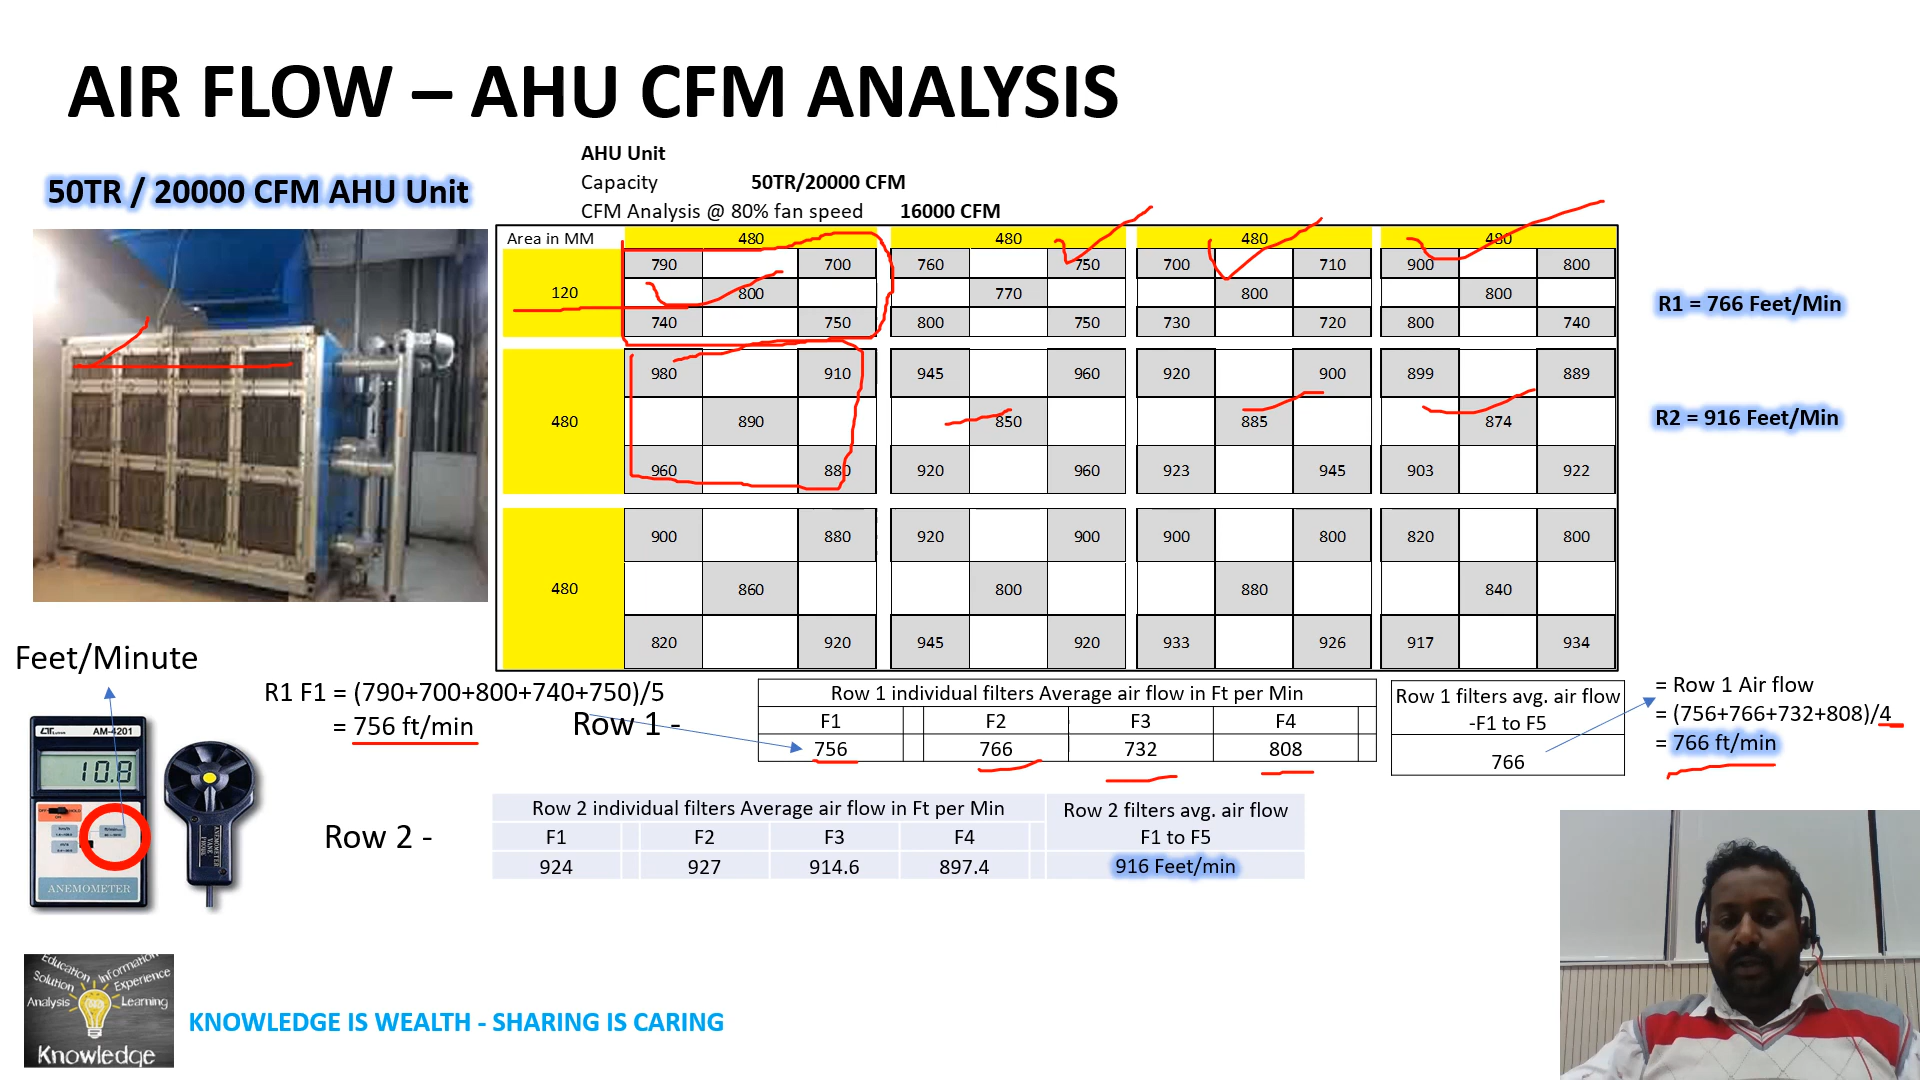 AIR FLOW – AHU CFM ANALYSIS
50TR / 20000 CFM AHU Unit
AHU Unit
Capacity 50TR/20000 CFM
CFM Analysis @ 80% fan speed 16000 CFM
Area in MM 480 480 480 480
790 700 760 750 700 710 900 800
120 800 770 800 800
740 750 800 750 730 720 800 740
R1 = 766 Feet/Min
980 910 945 960 920 900 899 889
480 890 850 885 874
960 880 920 960 923 945 903 922
R2 = 916 Feet/Min
900 880 920 900 900 800 820 800
480 860 800 880 840
820 920 945 920 933 926 917 934
Feet/Minute
AM-4201
10.8
ANEMOMETER
R1 F1 = (790+700+800+740+750)/5
= 756 ft/min
Row 1 -
Row 1 individual filters Average air flow in Ft per Min
F1 F2 F3 F4
756 766 732 808
Row 1 filters avg. air flow
-F1 to F5
766
= Row 1 Air flow
= (756+766+732+808)/4
= 766 ft/min
Row 2 -
Row 2 individual filters Average air flow in Ft per Min
F1 F2 F3 F4
924 927 914.6 897.4
Row 2 filters avg. air flow
F1 to F5
916 Feet/min
Education Information
Solution Experience
Analysis Learning
Knowledge
KNOWLEDGE IS WEALTH - SHARING IS CARING